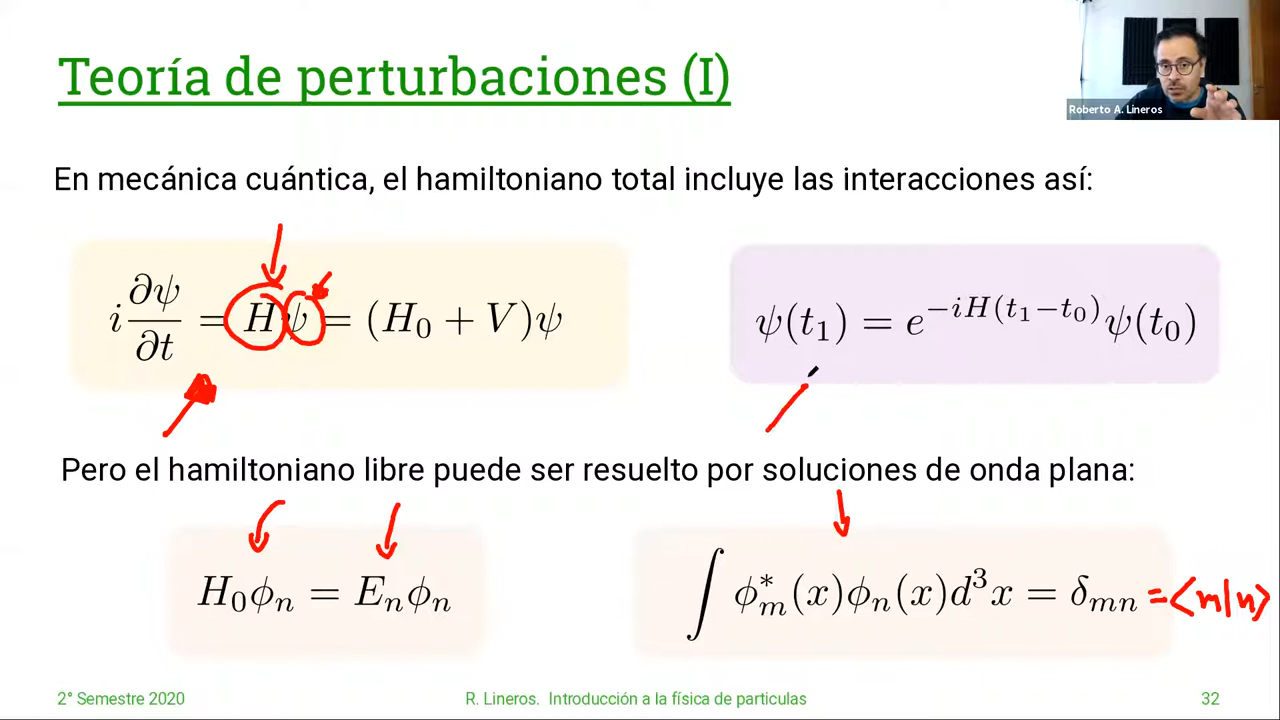 Teoría de perturbaciones (I)
Roberto A. Lineros
En mecánica cuántica, el hamiltoniano total incluye las interacciones así:
i ∂ψ/∂t = Hψ = (H₀ + V)ψ
ψ(t₁) = e^{−iH(t₁−t₀)}ψ(t₀)
Pero el hamiltoniano libre puede ser resuelto por soluciones de onda plana:
H₀ϕₙ = Eₙϕₙ
∫ ϕ*ₘ(x)ϕₙ(x)d³x = δₘₙ = ⟨m|n⟩
2° Semestre 2020
R. Lineros. Introducción a la física de particulas
32